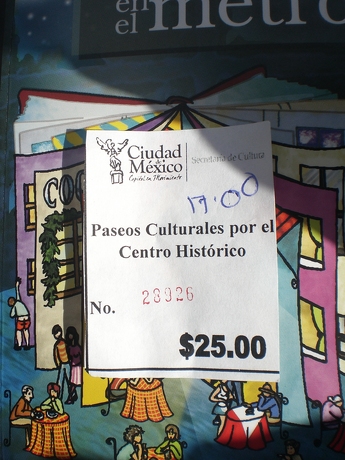 en
el metro
Ciudad
de
México
Capital en Movimiento
Secretaría de Cultura
17:00
Paseos Culturales por el
Centro Histórico
No. 28926
$25.00